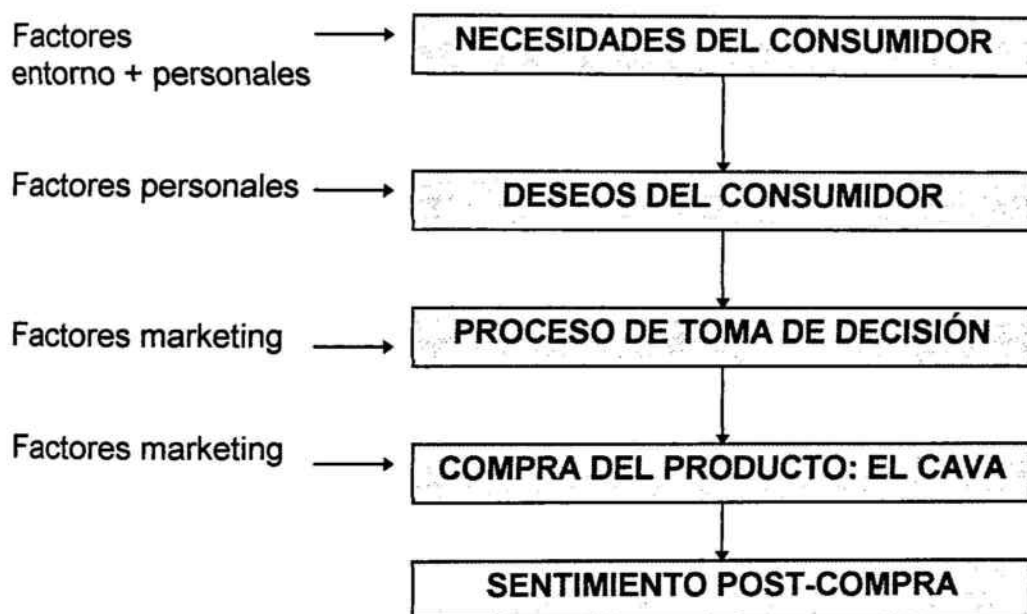 Factores
entorno + personales
NECESIDADES DEL CONSUMIDOR
Factores personales
DESEOS DEL CONSUMIDOR
Factores marketing
PROCESO DE TOMA DE DECISIÓN
Factores marketing
COMPRA DEL PRODUCTO: EL CAVA
SENTIMIENTO POST-COMPRA